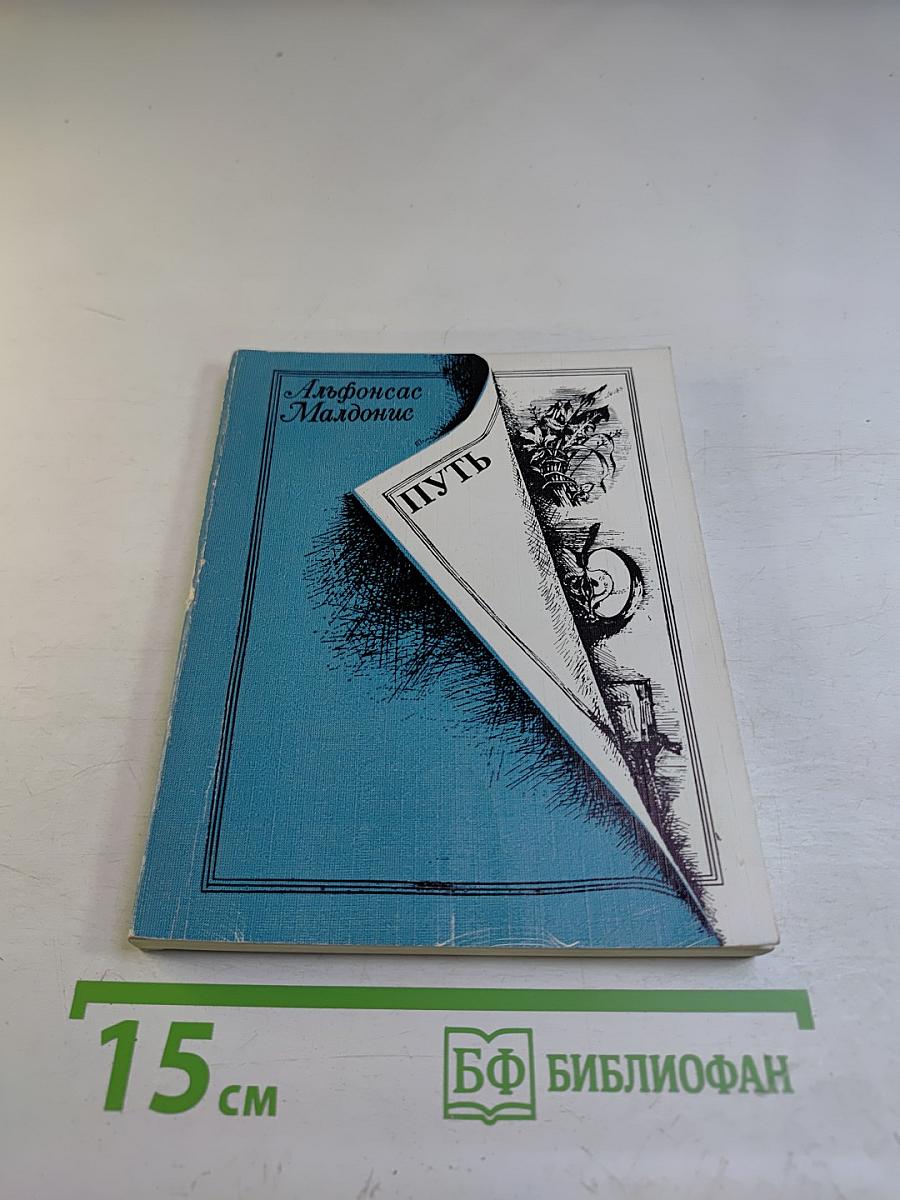 Альфонсас
Малдонис
ПУТЬ
15 см
БФ БИБЛИОФАН